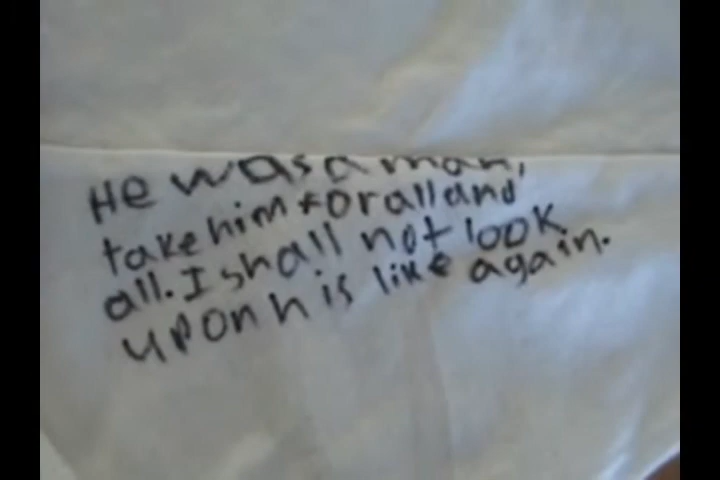 He was a man,
take him for all and
all. I shall not look
upon his like again.